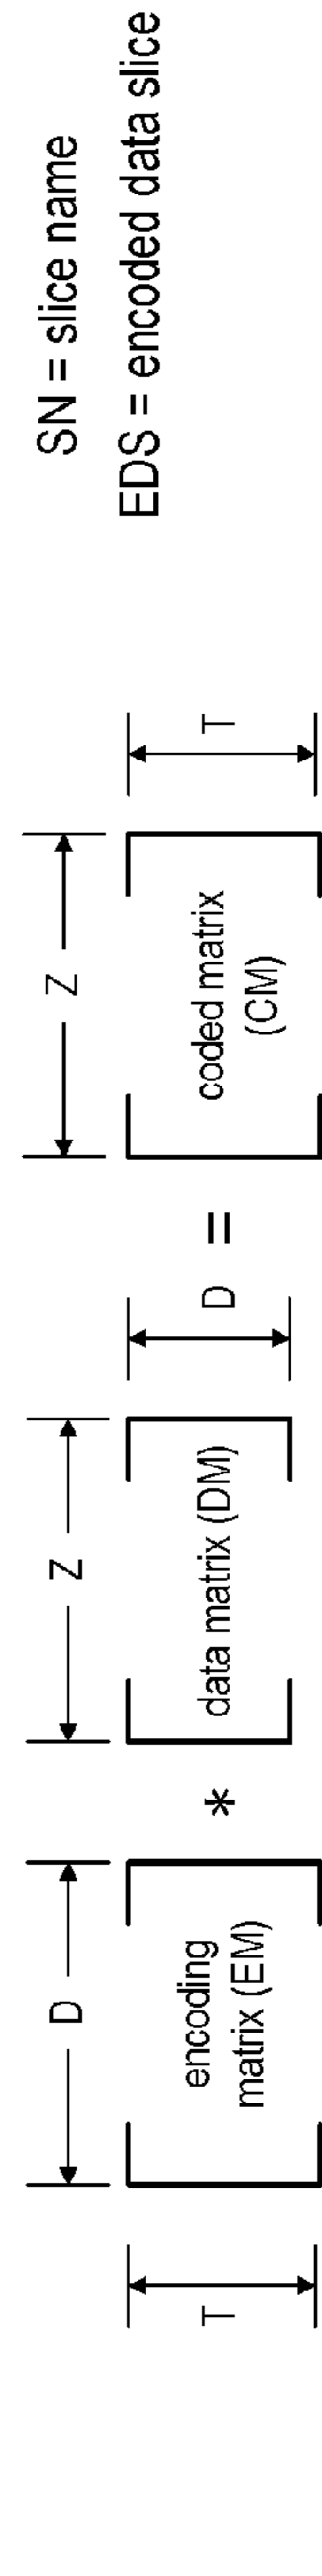 SN = slice name
EDS = encoded data slice
D
Z
Z
T
encoding
matrix (EM)
*
data matrix (DM)
D
=
coded matrix
(CM)
T